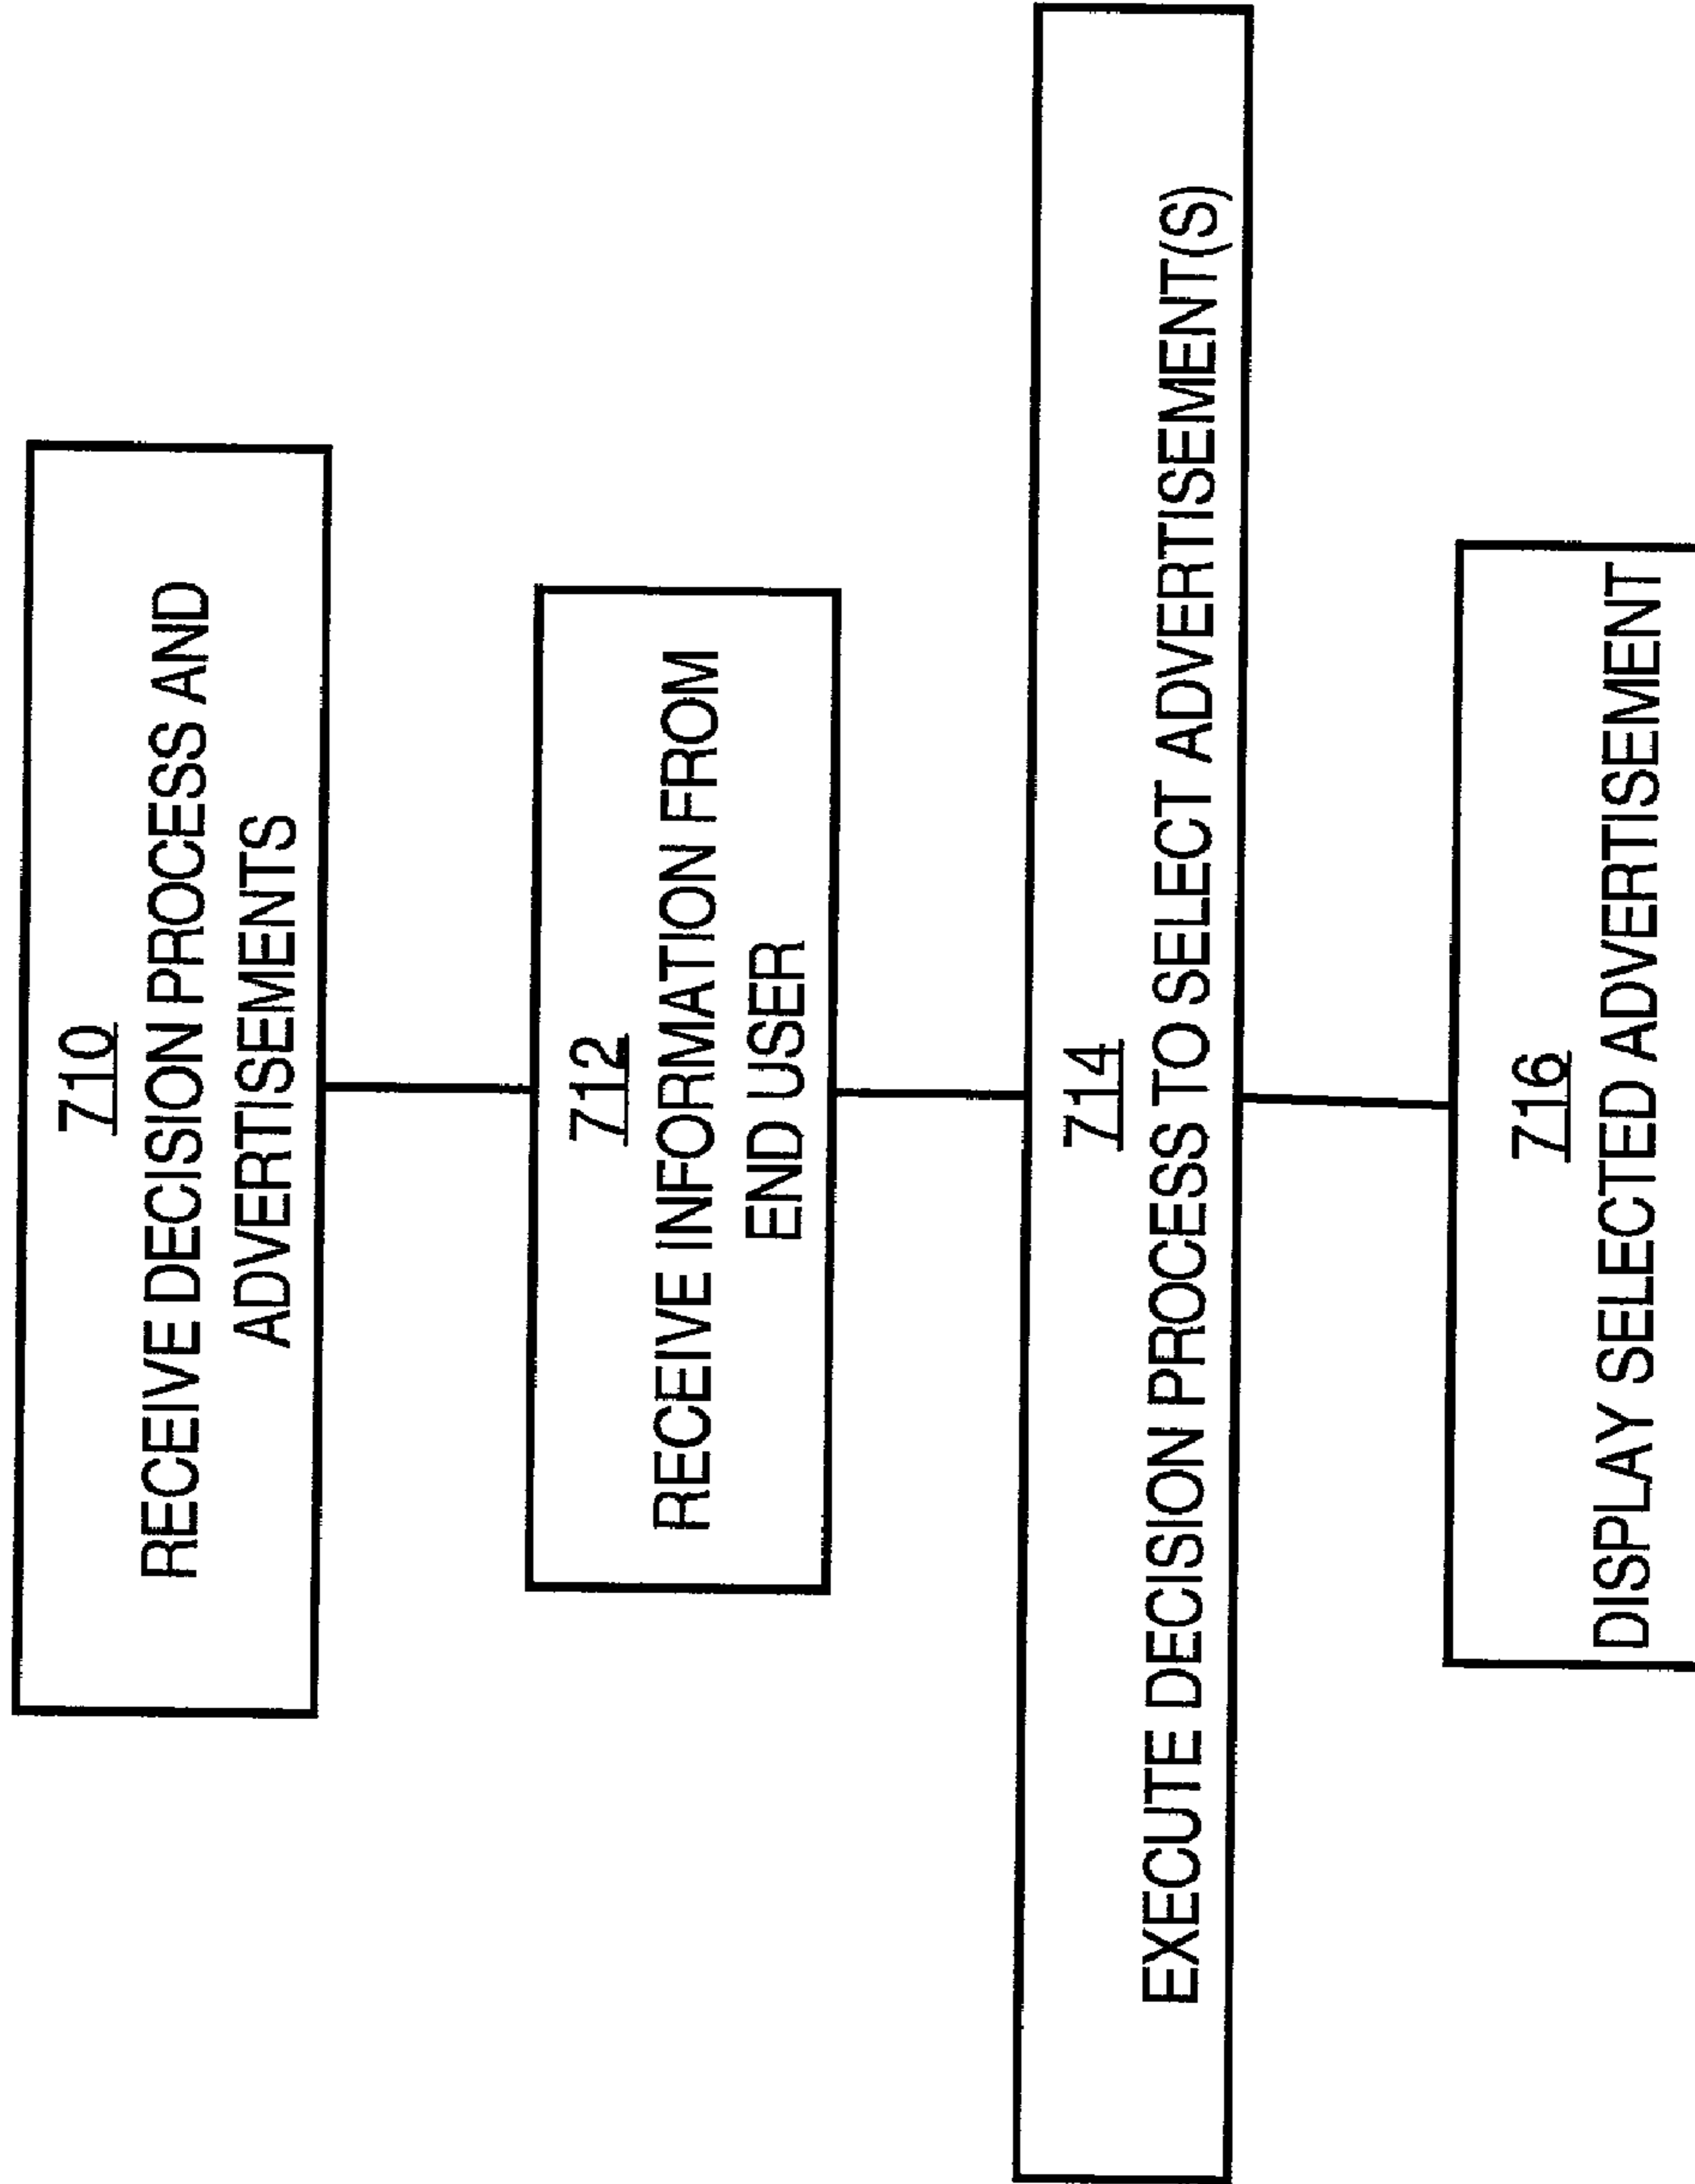 710
RECEIVE DECISION PROCESS AND
ADVERTISEMENTS
712
RECEIVE INFORMATION FROM
END USER
714
EXECUTE DECISION PROCESS TO SELECT ADVERTISEMENT(S)
716
DISPLAY SELECTED ADVERTISEMENT